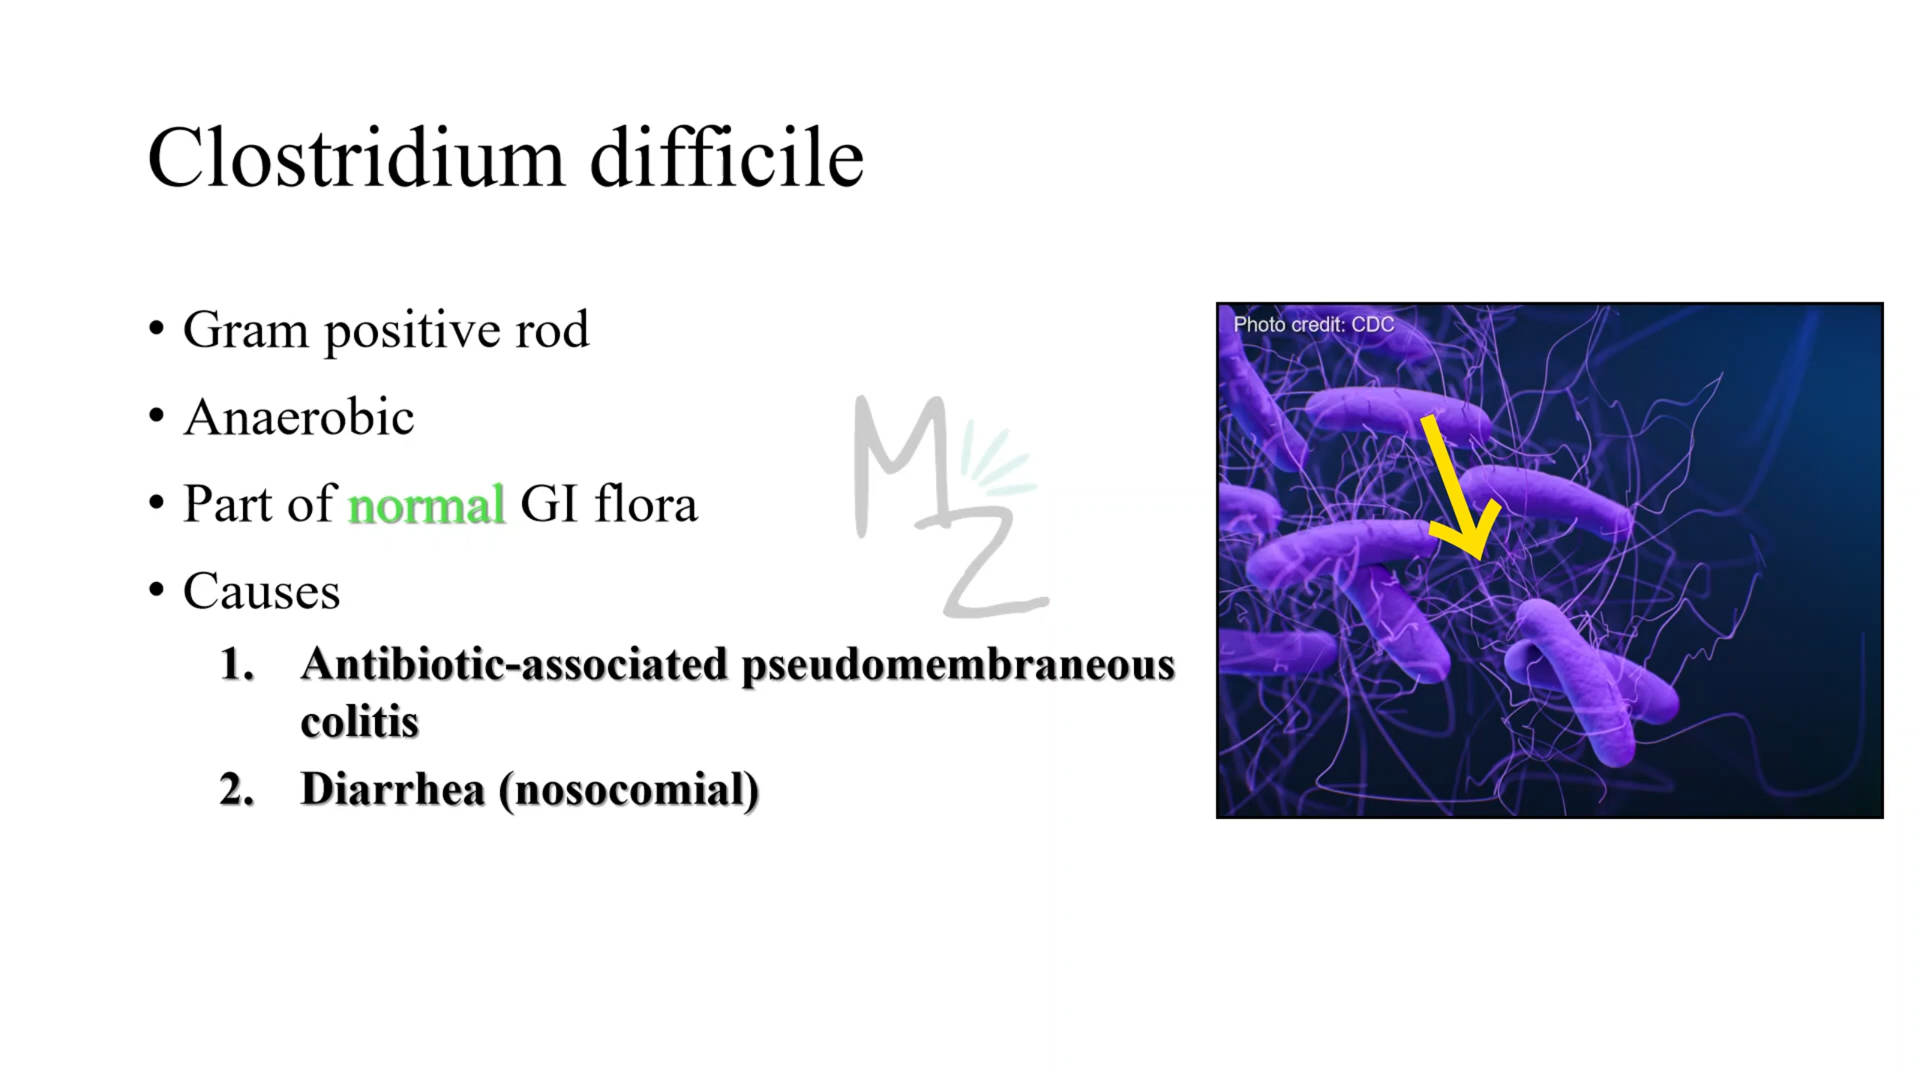 Clostridium difficile
• Gram positive rod
• Anaerobic
• Part of normal GI flora
• Causes
1. Antibiotic-associated pseudomembraneous
colitis
2. Diarrhea (nosocomial)
MZ
Photo credit: CDC